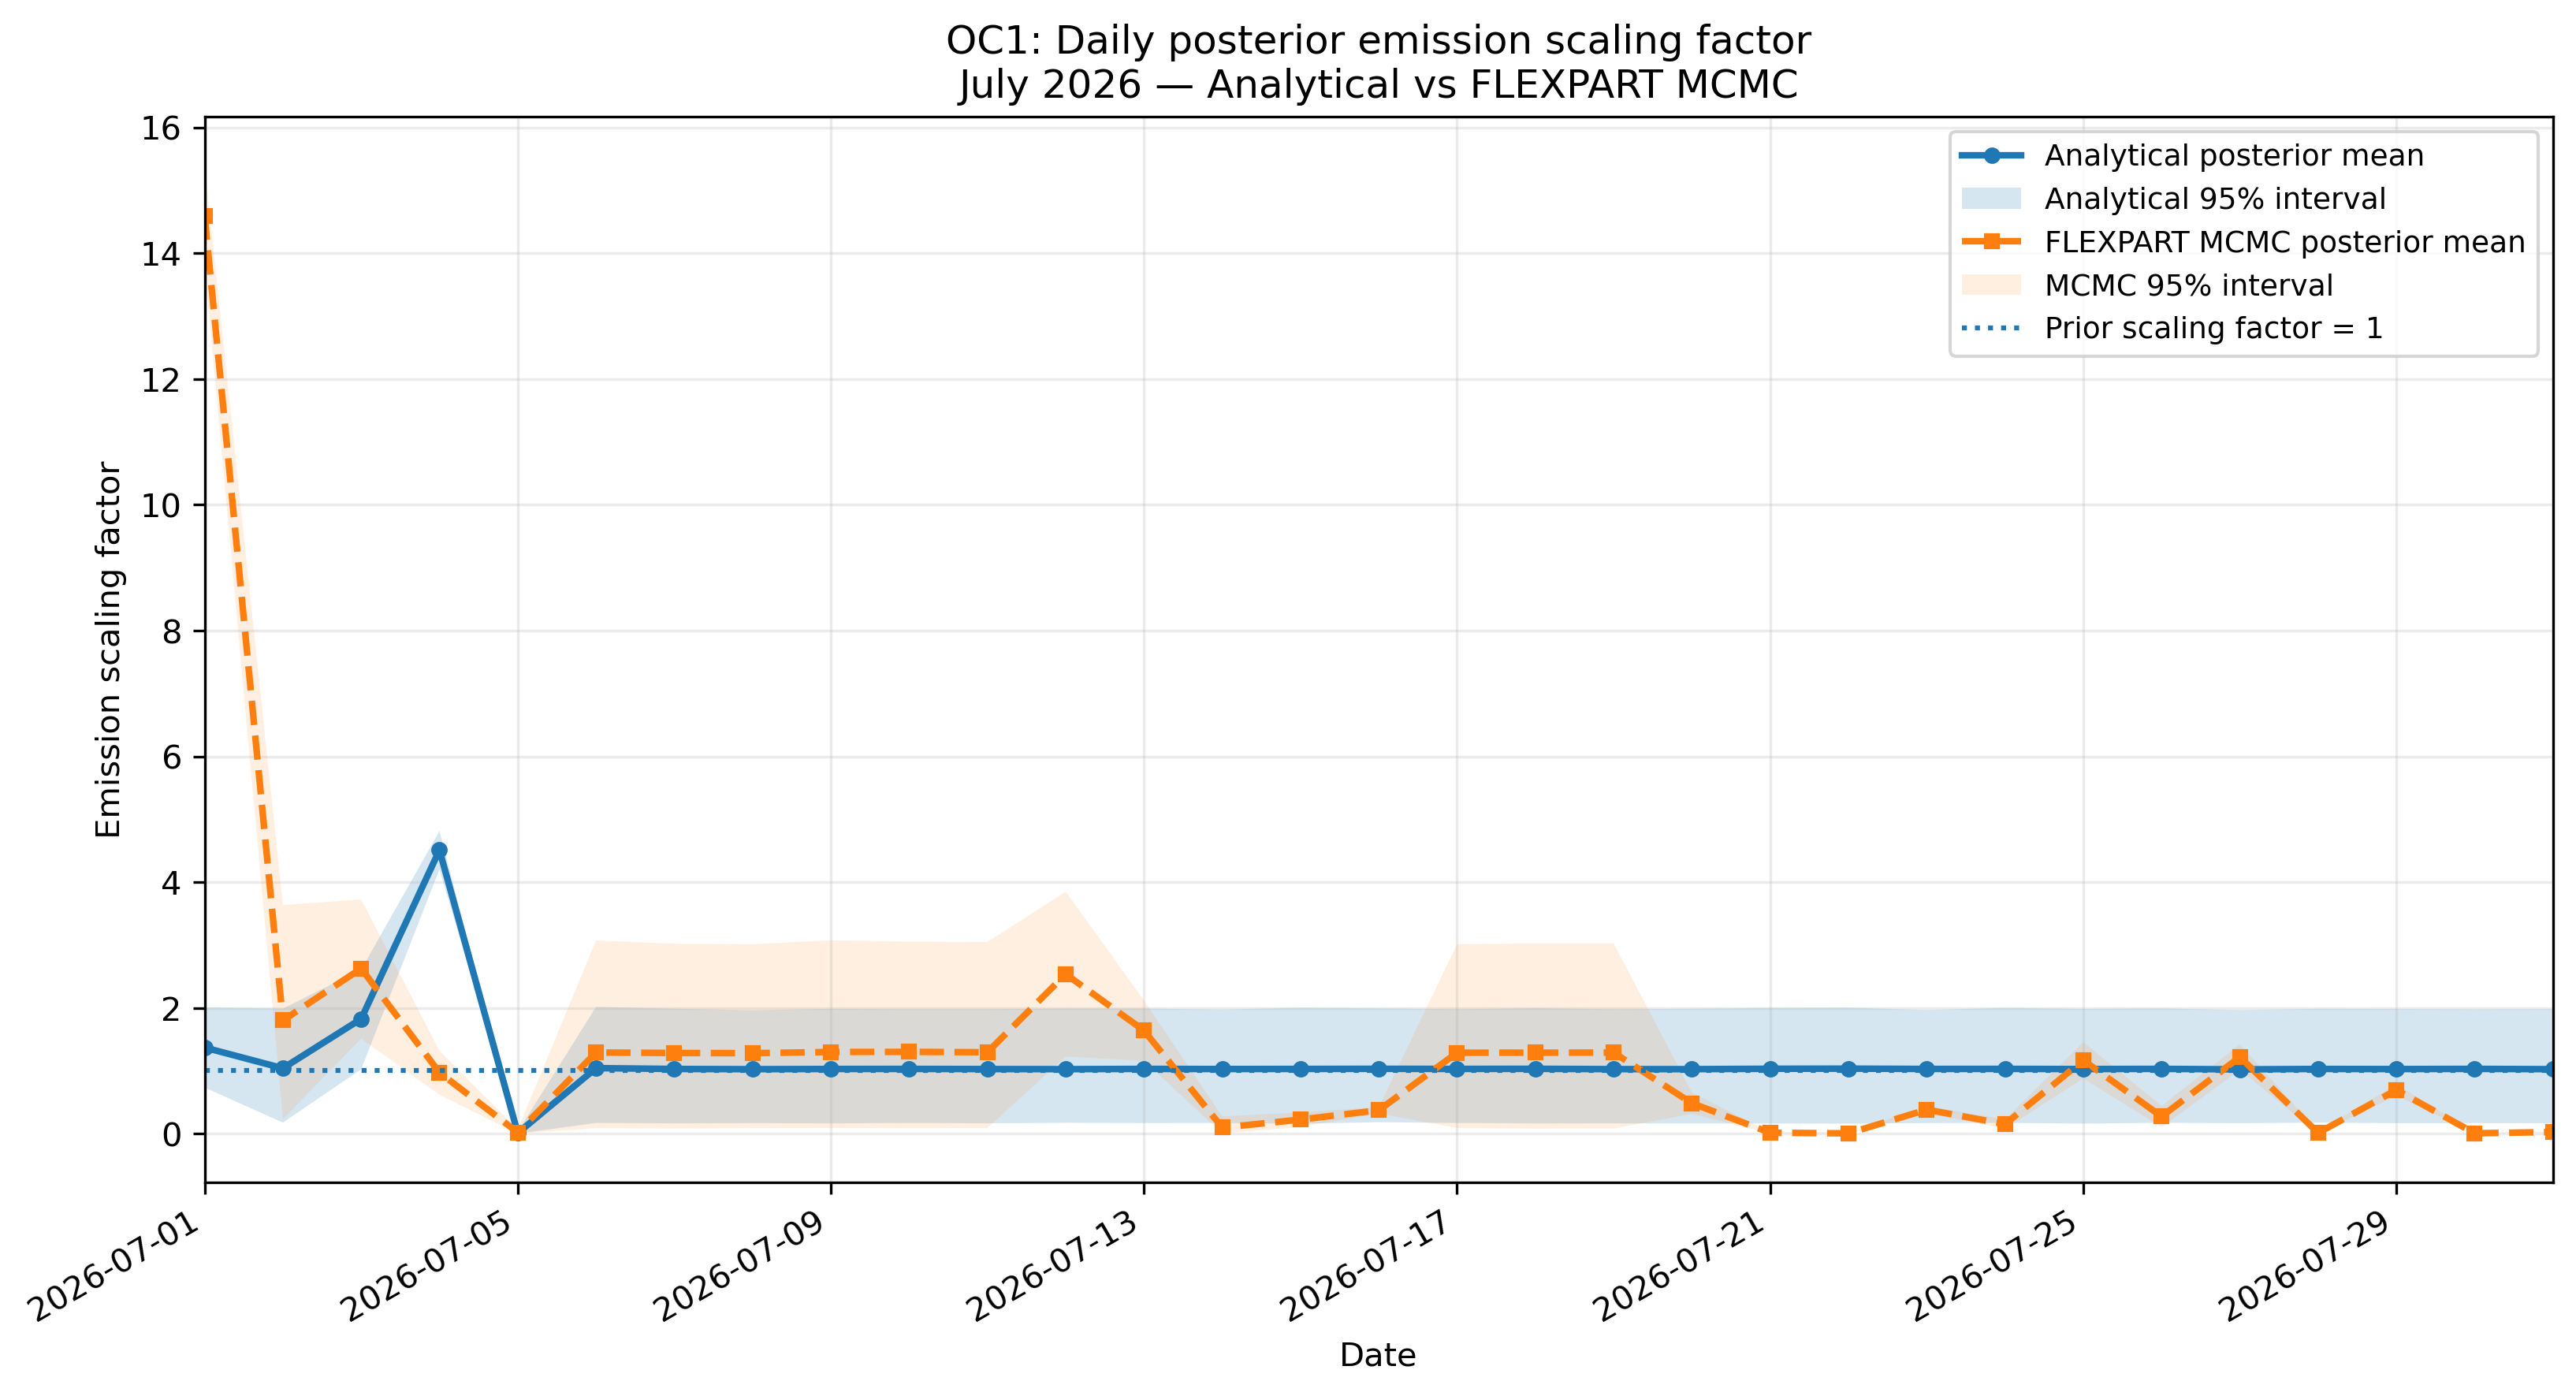 OC1: Daily posterior emission scaling factor
July 2026 — Analytical vs FLEXPART MCMC
Analytical posterior mean
Analytical 95% interval
FLEXPART MCMC posterior mean
MCMC 95% interval
Prior scaling factor = 1
Emission scaling factor
16
14
12
10
8
6
4
2
0
2026-07-01
2026-07-05
2026-07-09
2026-07-13
2026-07-17
2026-07-21
2026-07-25
2026-07-29
Date